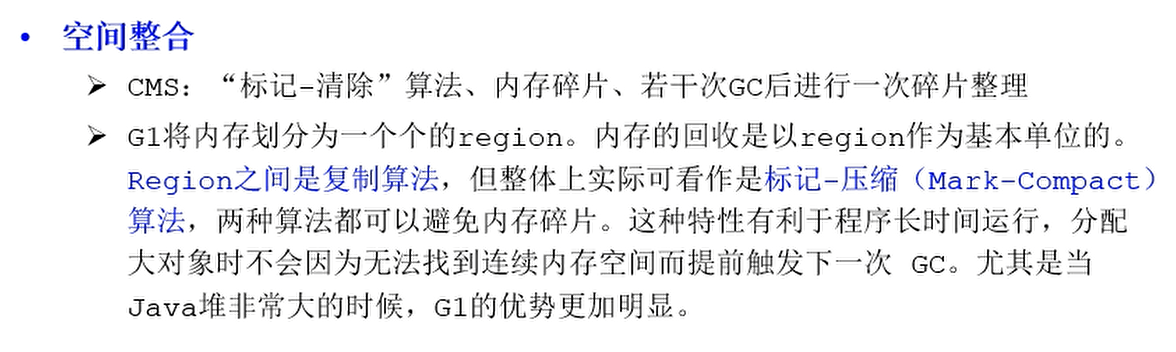 • 空间整合
➢ CMS：“标记-清除”算法、内存碎片、若干次GC后进行一次碎片整理
➢ G1将内存划分为一个个的region。内存的回收是以region作为基本单位的。
Region之间是复制算法，但整体上实际可看作是标记-压缩（Mark-Compact）
算法，两种算法都可以避免内存碎片。这种特性有利于程序长时间运行，分配
大对象时不会因为无法找到连续内存空间而提前触发下一次 GC。尤其是当
Java堆非常大的时候，G1的优势更加明显。